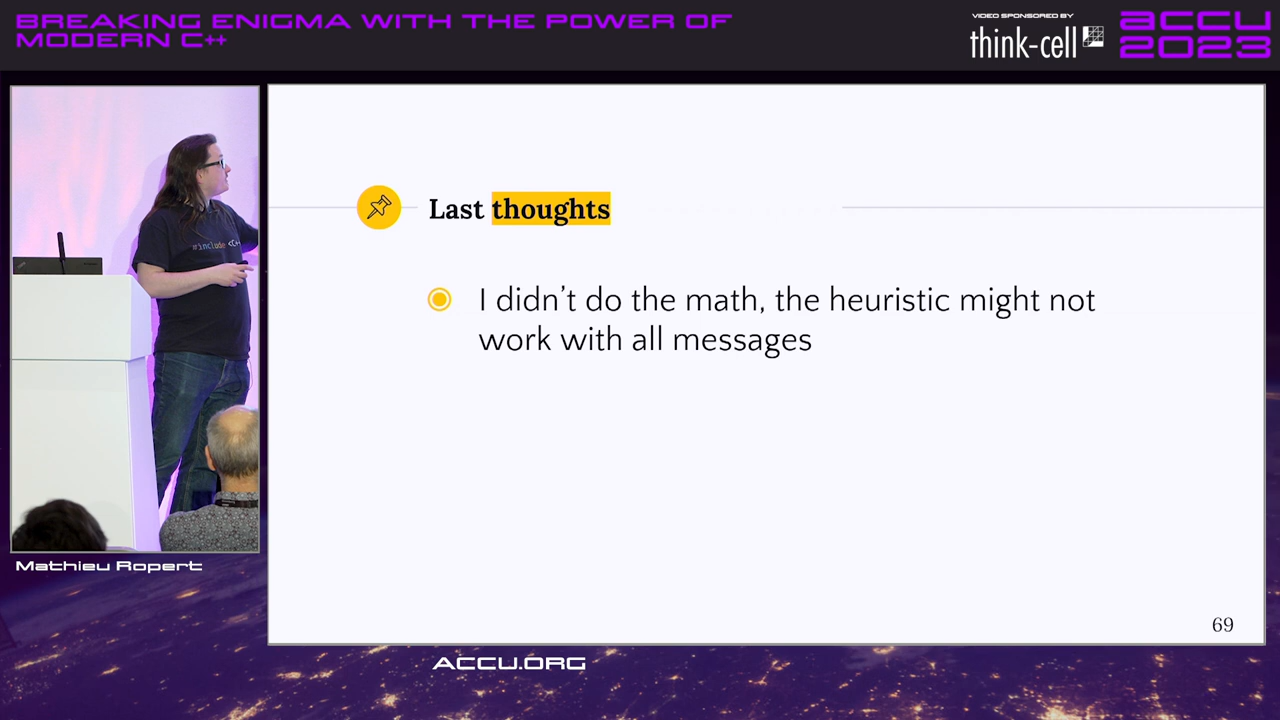 BREAKING ENIGMA WITH THE POWER OF
MODERN C++
VIDEO SPONSORED BY
think-cell
ACCU
2023
#include <C+
Last thoughts
I didn't do the math, the heuristic might not
work with all messages
69
Mathieu Ropert
ACCU.ORG